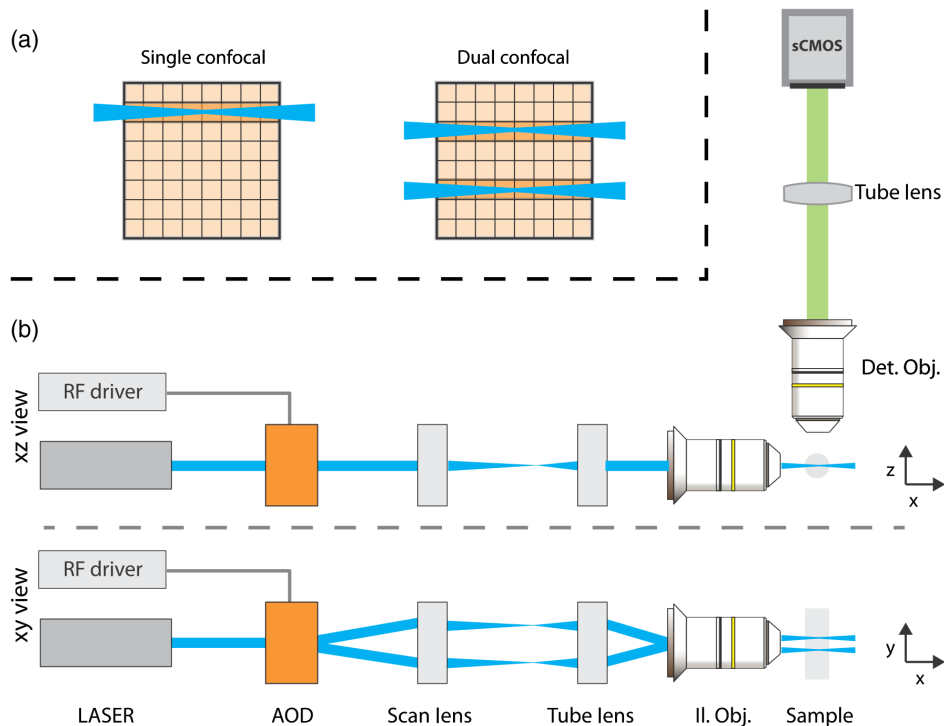 (a)
Single confocal
Dual confocal
sCMOS
Tube lens
Det. Obj.
(b)
xz view
RF driver
z
x
xy view
RF driver
y
x
LASER
AOD
Scan lens
Tube lens
Il. Obj.
Sample